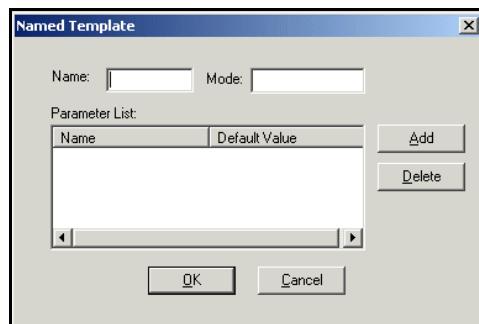 Named Template
Name: Mode:
Parameter List:
Name Default Value
Add
Delete
OK Cancel